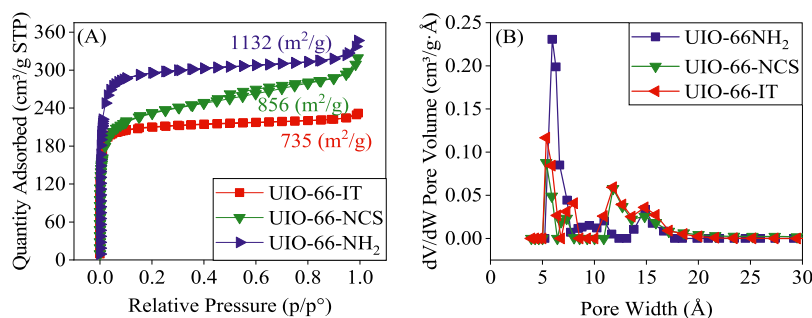 (A)
Quantity Adsorbed (cm³/g STP)
360
300
240
180
120
60
0
1132 (m²/g)
856 (m²/g)
735 (m²/g)
UIO-66-IT
UIO-66-NCS
UIO-66-NH₂
0.0 0.2 0.4 0.6 0.8 1.0
Relative Pressure (p/p°)
(B)
dV/dW Pore Volume (cm³/g·Å)
0.25
0.20
0.15
0.10
0.05
0.00
UIO-66NH₂
UIO-66-NCS
UIO-66-IT
0 5 10 15 20 25 30
Pore Width (Å)